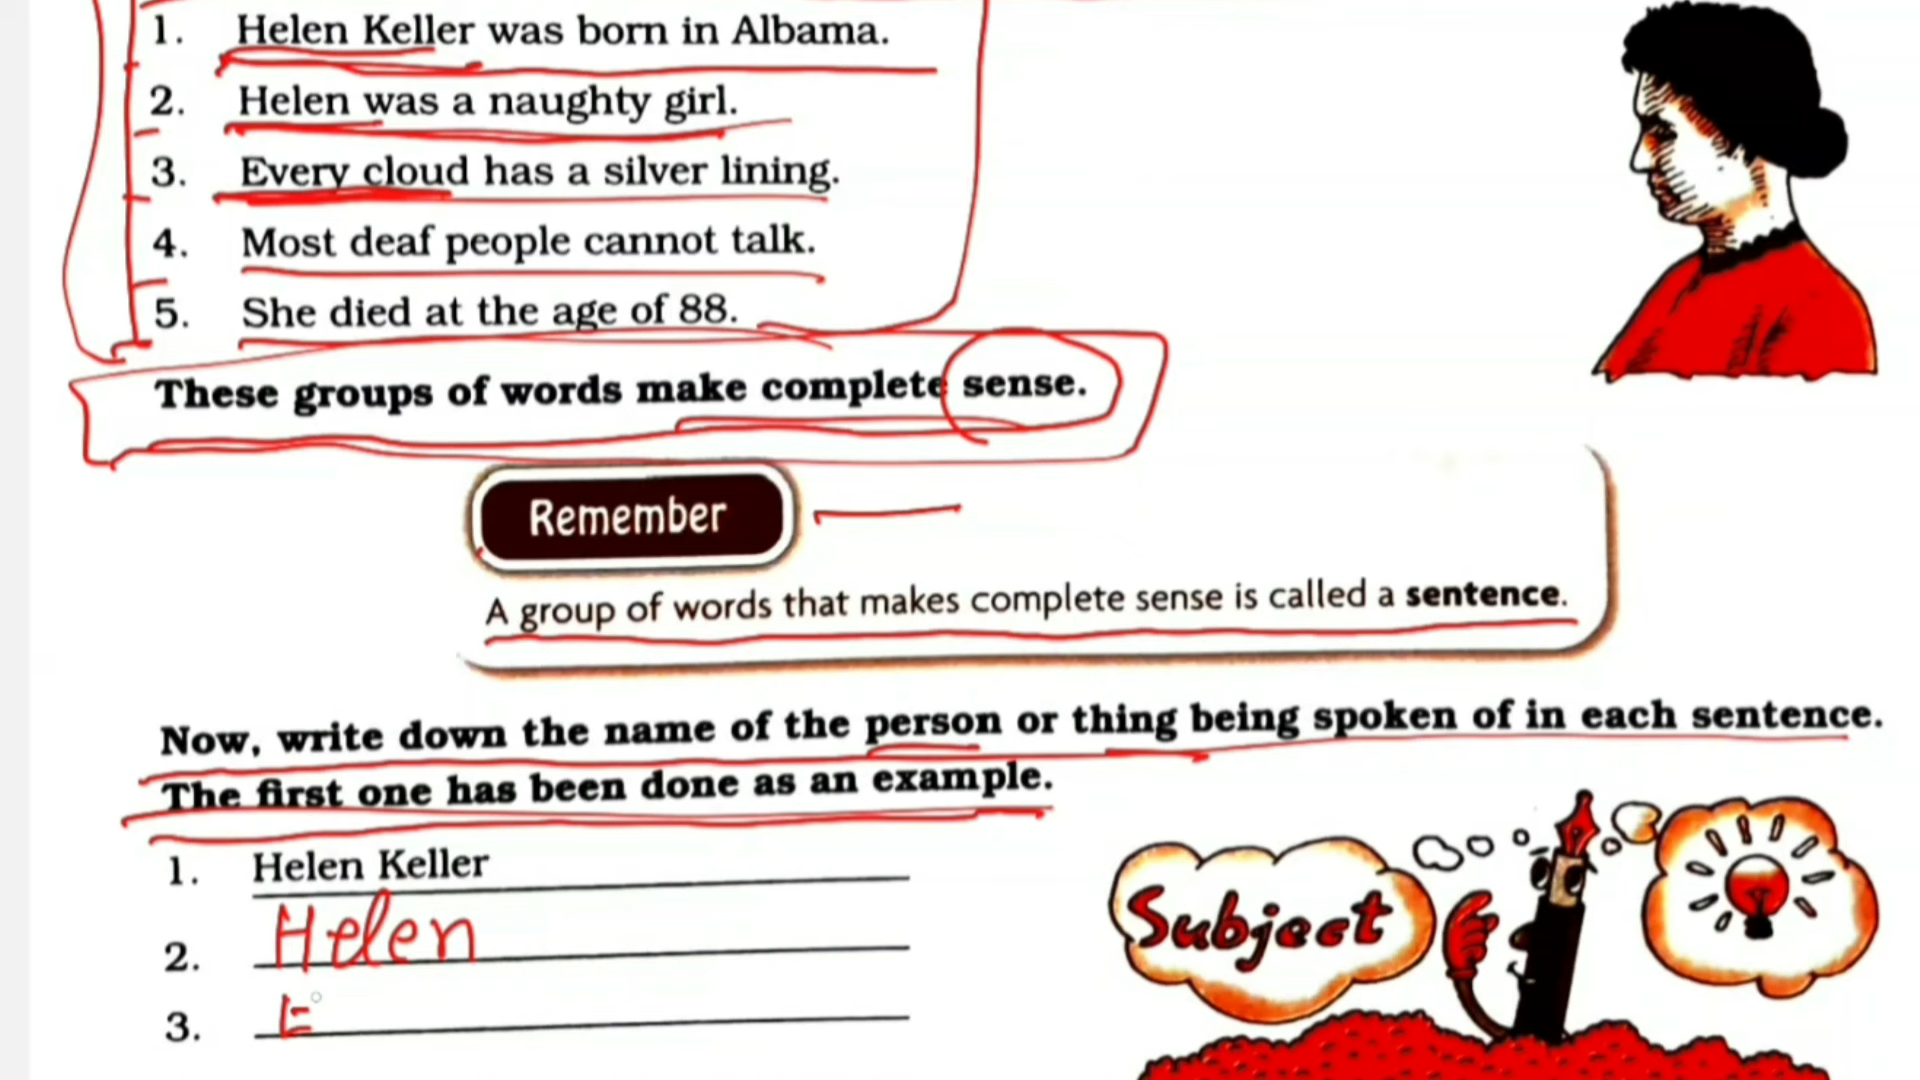 1. Helen Keller was born in Albama.
2. Helen was a naughty girl.
3. Every cloud has a silver lining.
4. Most deaf people cannot talk.
5. She died at the age of 88.
These groups of words make complete sense.
Remember
A group of words that makes complete sense is called a sentence.
Now, write down the name of the person or thing being spoken of in each sentence.
The first one has been done as an example.
1. Helen Keller
2. Helen
3. E
Subject